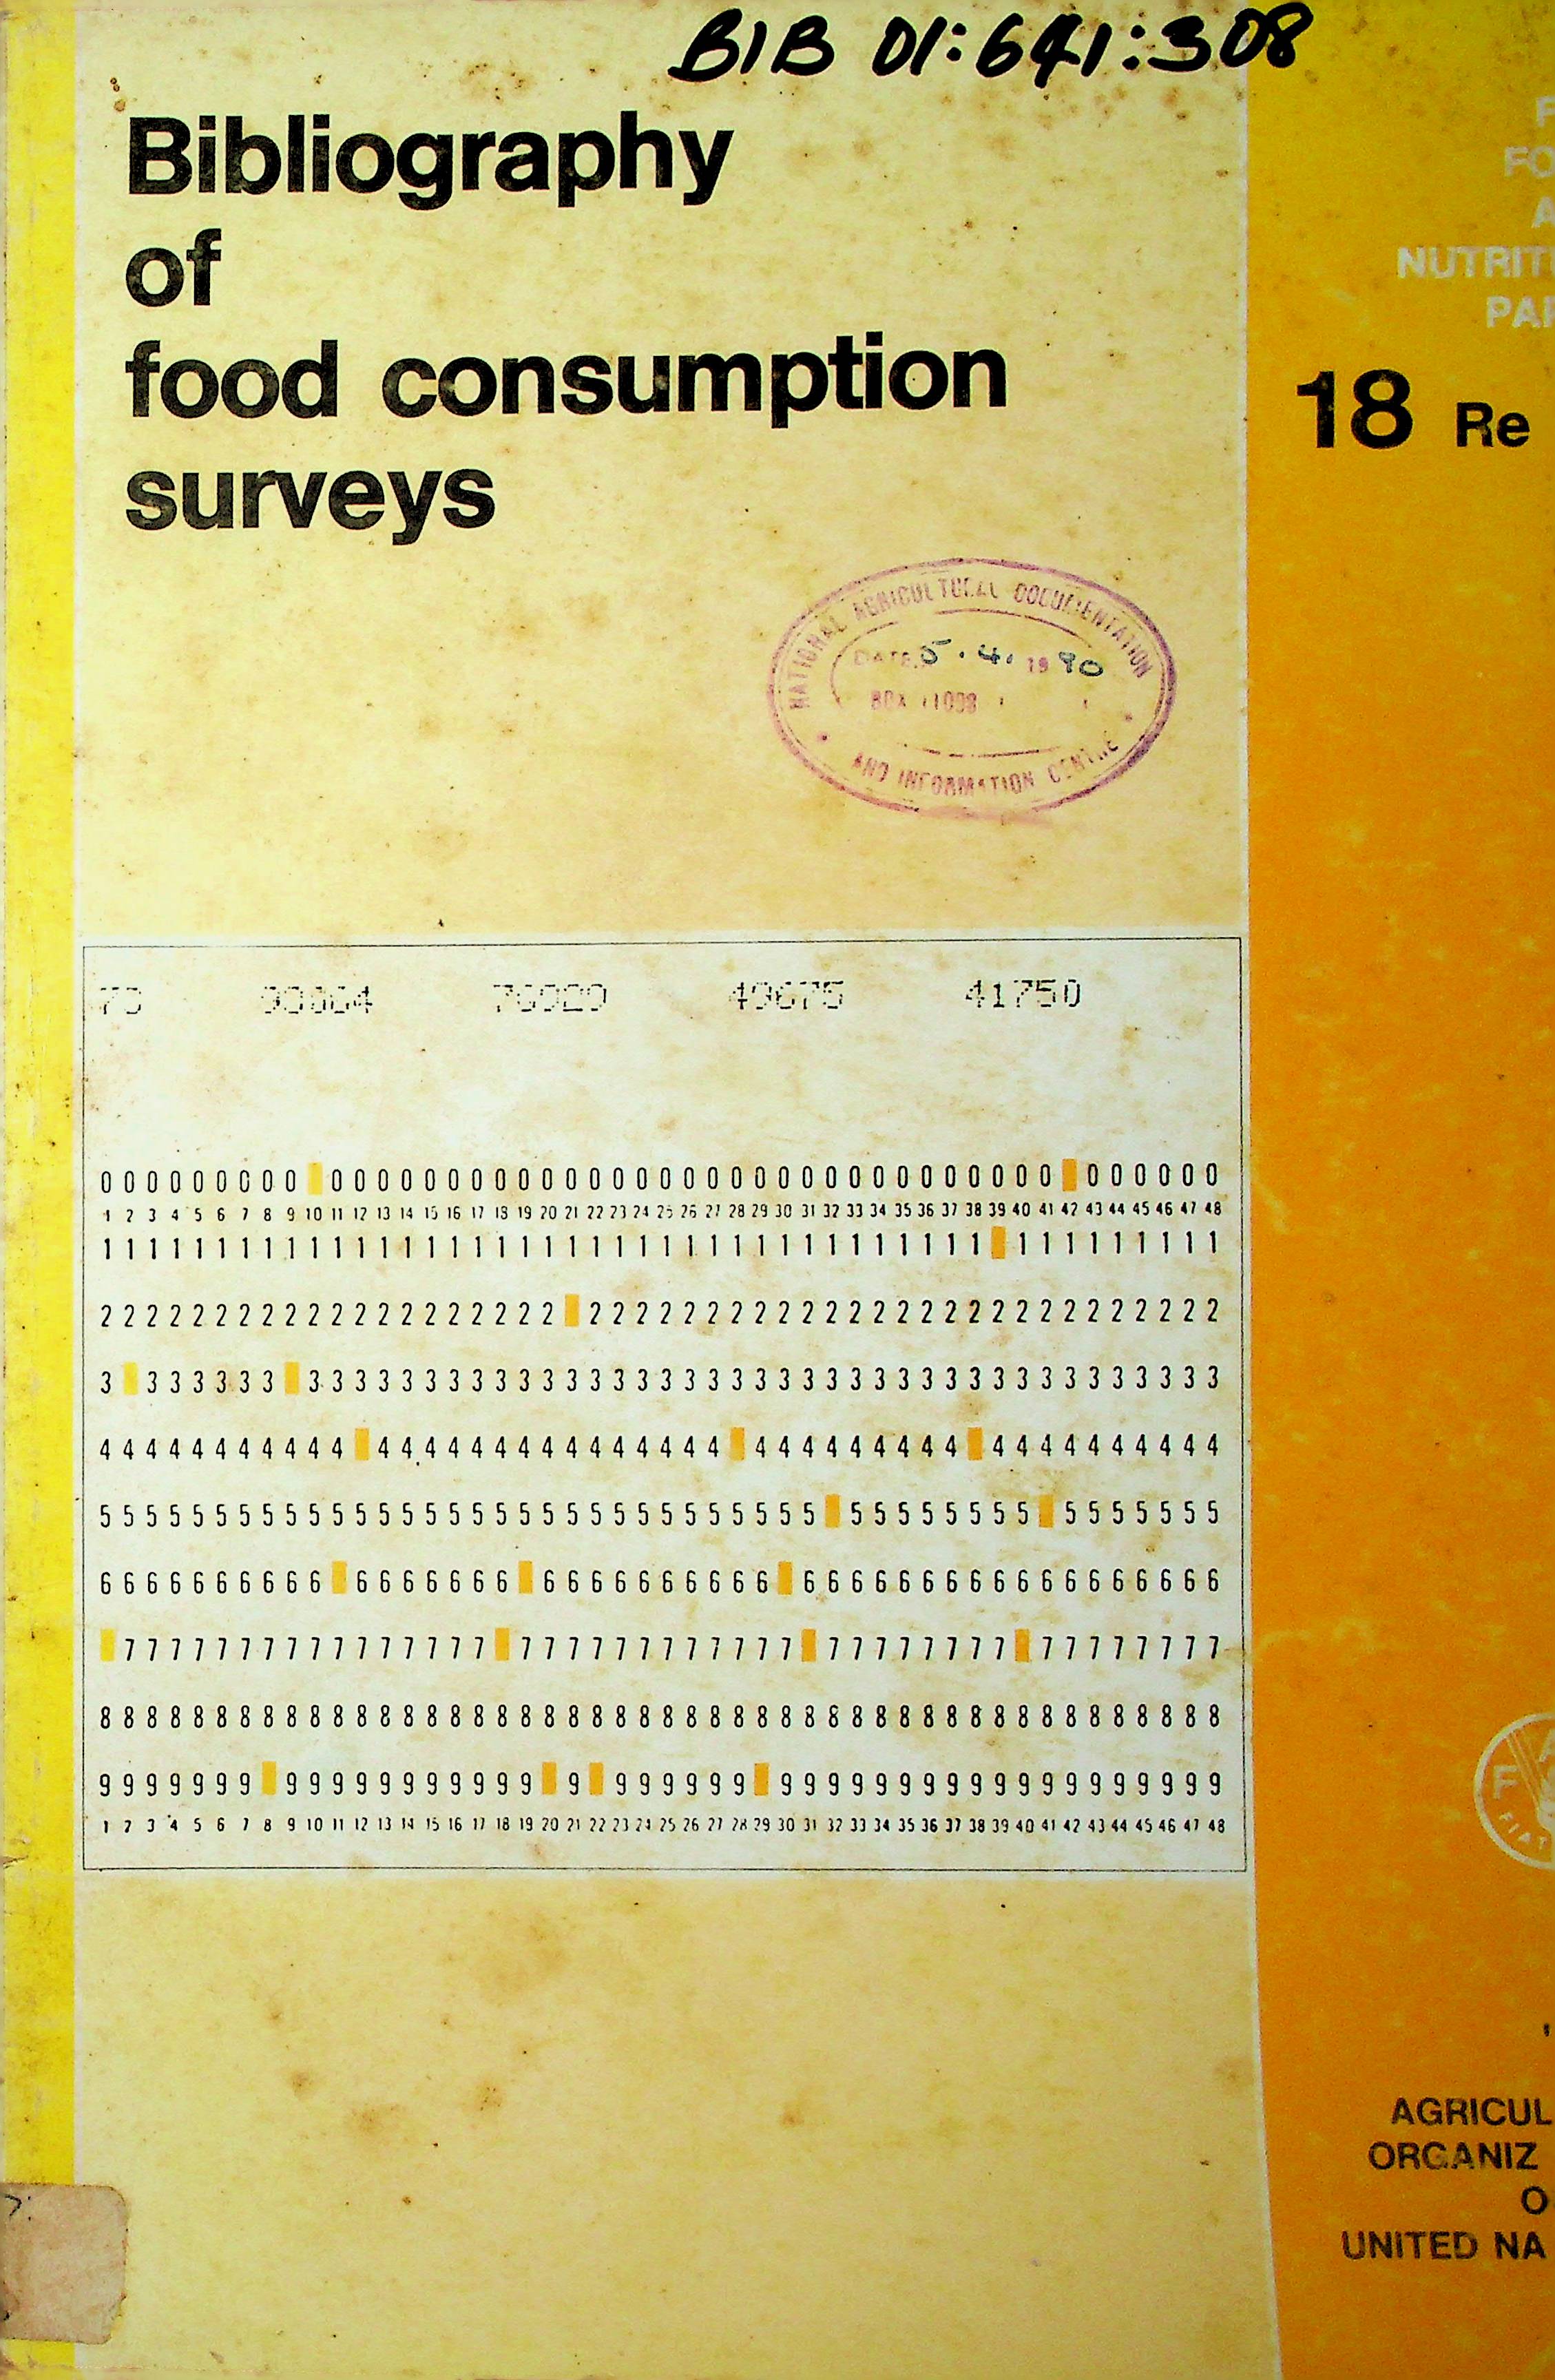 BIB 01:641:308
Bibliography
of
food consumption
surveys
NUTRITI
18 Re
NATIONAL AGRICULTURAL DOCUMENTATION
DATE 5.4.1990
BOX 11098
AND INFORMATION CENTRE
73 93064 76929 49675 41750
0 0 0 0 0 0 0 0 0 0 0 0 0 0 0 0 0 0 0 0 0 0 0 0 0 0 0 0 0 0 0 0 0 0 0 0 0 0 0 0 0 0 0 0 0 0
1 2 3 4 5 6 7 8 9 10 11 12 13 14 15 16 17 18 19 20 21 22 23 24 25 26 27 28 29 30 31 32 33 34 35 36 37 38 39 40 41 42 43 44 45 46 47 48
1 1 1 1 1 1 1 1 1 1 1 1 1 1 1 1 1 1 1 1 1 1 1 1 1 1 1 1 1 1 1 1 1 1 1 1 1 1 1 1 1 1 1 1 1 1 1
2 2 2 2 2 2 2 2 2 2 2 2 2 2 2 2 2 2 2 2 2 2 2 2 2 2 2 2 2 2 2 2 2 2 2 2 2 2 2 2 2 2 2 2 2 2 2
3 3 3 3 3 3 3 3 3 3 3 3 3 3 3 3 3 3 3 3 3 3 3 3 3 3 3 3 3 3 3 3 3 3 3 3 3 3 3 3 3 3 3 3 3 3
4 4 4 4 4 4 4 4 4 4 4 4 4 4 4 4 4 4 4 4 4 4 4 4 4 4 4 4 4 4 4 4 4 4 4 4 4 4 4 4 4 4 4 4 4
5 5 5 5 5 5 5 5 5 5 5 5 5 5 5 5 5 5 5 5 5 5 5 5 5 5 5 5 5 5 5 5 5 5 5 5 5 5 5 5 5 5 5 5 5 5
6 6 6 6 6 6 6 6 6 6 6 6 6 6 6 6 6 6 6 6 6 6 6 6 6 6 6 6 6 6 6 6 6 6 6 6 6 6 6 6 6 6 6 6 6
7 7 7 7 7 7 7 7 7 7 7 7 7 7 7 7 7 7 7 7 7 7 7 7 7 7 7 7 7 7 7 7 7 7 7 7 7 7 7 7 7 7 7 7
8 8 8 8 8 8 8 8 8 8 8 8 8 8 8 8 8 8 8 8 8 8 8 8 8 8 8 8 8 8 8 8 8 8 8 8 8 8 8 8 8 8 8 8 8 8 8 8
9 9 9 9 9 9 9 9 9 9 9 9 9 9 9 9 9 9 9 9 9 9 9 9 9 9 9 9 9 9 9 9 9 9 9 9 9 9 9 9 9 9 9 9
1 2 3 4 5 6 7 8 9 10 11 12 13 14 15 16 17 18 19 20 21 22 23 24 25 26 27 28 29 30 31 32 33 34 35 36 37 38 39 40 41 42 43 44 45 46 47 48
F A
FIAT
AGRICUL
ORGANIZ
O
UNITED NA